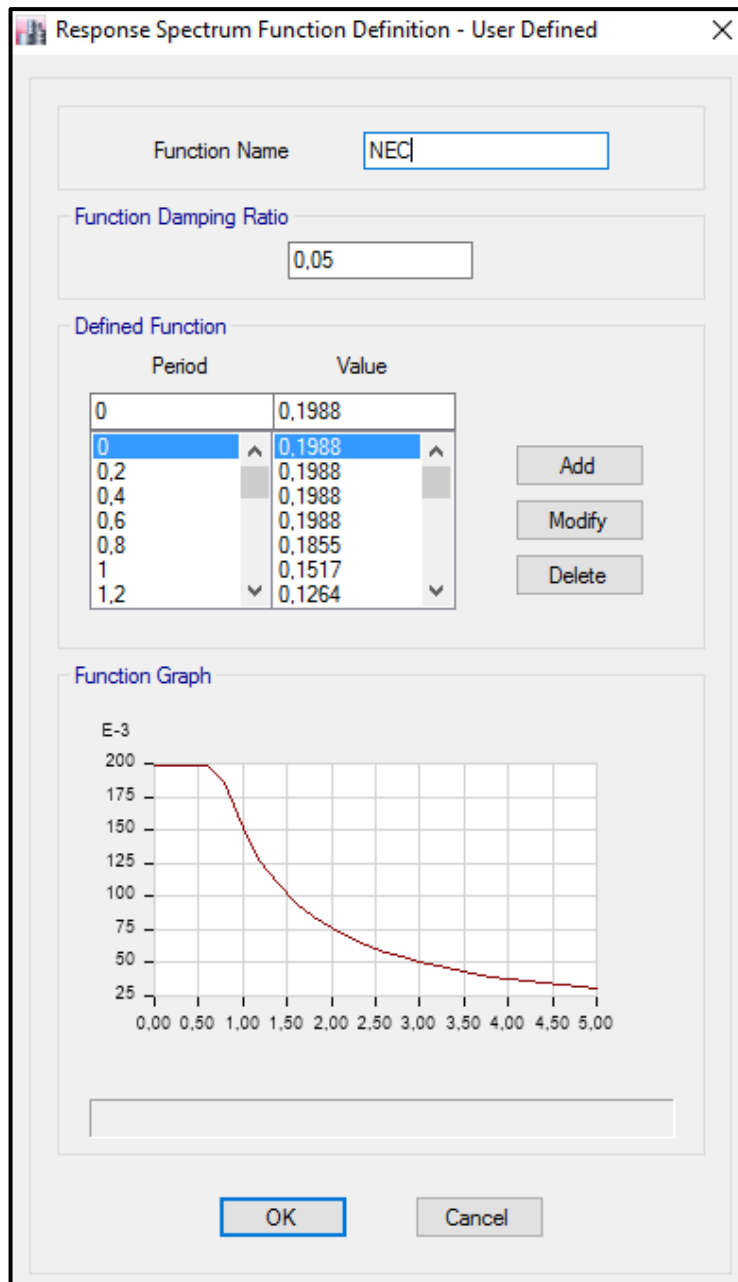 Response Spectrum Function Definition - User Defined
Function Name NEC
Function Damping Ratio
0,05
Defined Function
Period Value
0 0,1988
0 0,1988
0,2 0,1988
0,4 0,1988
0,6 0,1988
0,8 0,1855
1 0,1517
1,2 0,1264
Add
Modify
Delete
Function Graph
E-3
200
175
150
125
100
75
50
25
0,00 0,50 1,00 1,50 2,00 2,50 3,00 3,50 4,00 4,50 5,00
OK Cancel